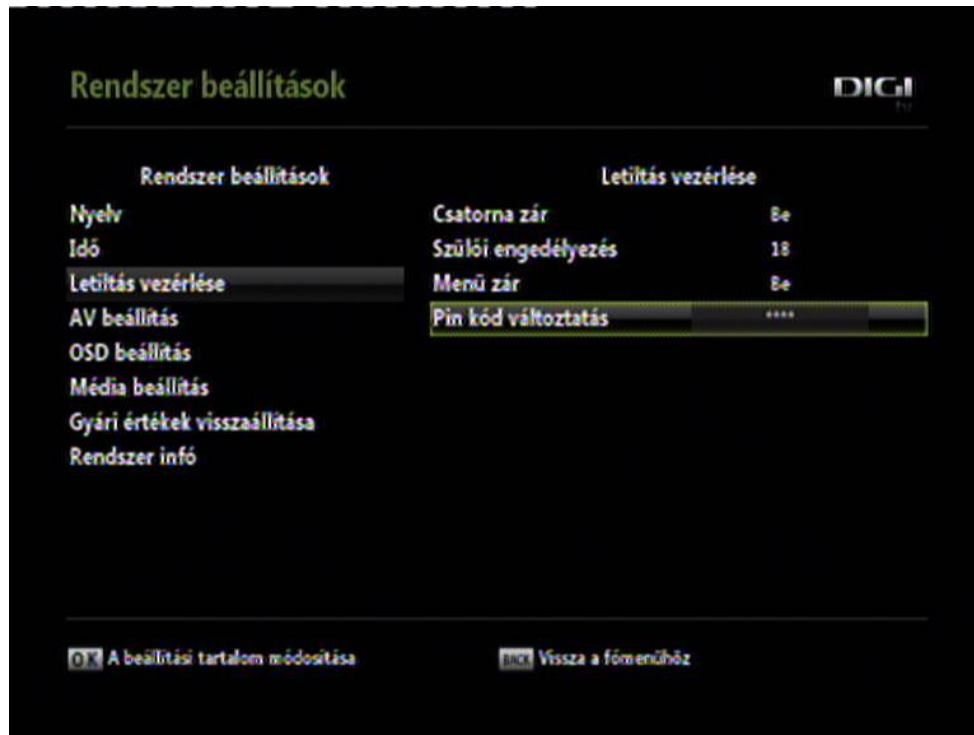 Rendszer beállítások
DIGI
tv
Rendszer beállítások
Nyelv
Idő
Letiltás vezérlése
AV beállítás
OSD beállítás
Média beállítás
Gyári értékek visszaállítása
Rendszer infó
Letiltás vezérlése
Csatorna zár Be
Szülői engedélyezés 18
Menü zár Be
Pin kód változtatás ****
OK A beállítási tartalom módosítása
BACK Vissza a főmenühöz